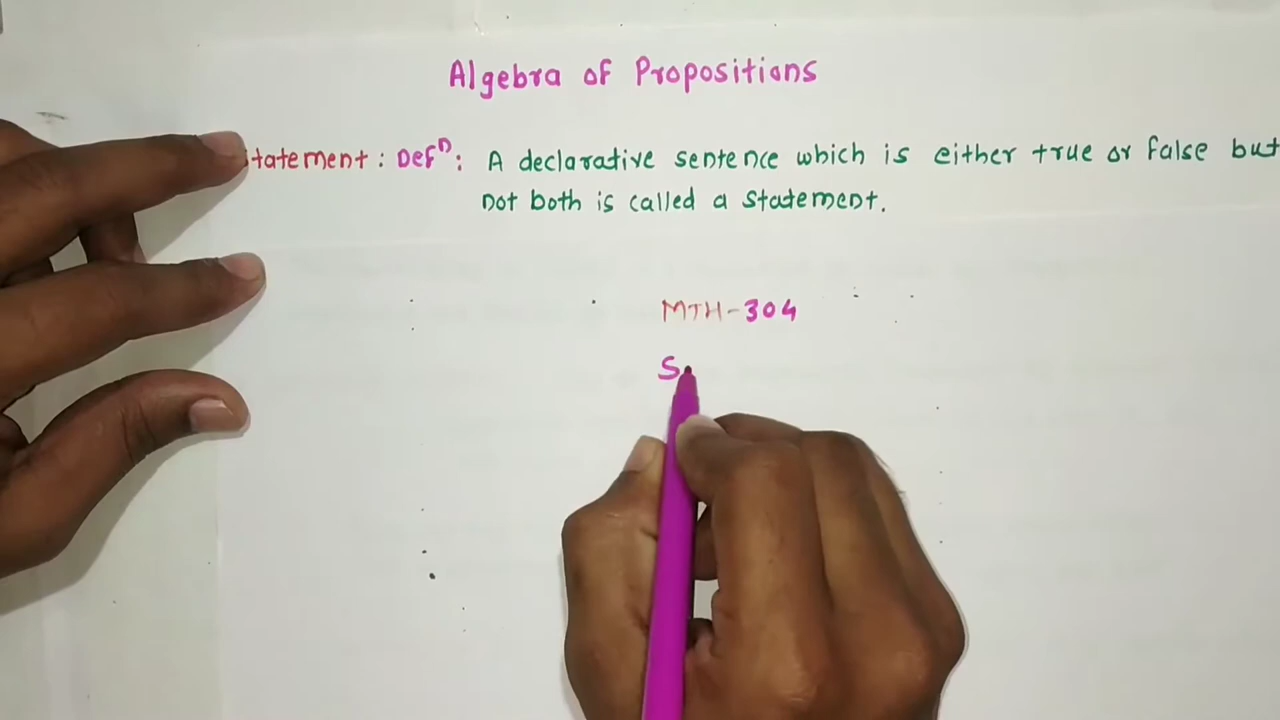 Algebra of Propositions
Statement : Defⁿ : A declarative sentence which is either true or false but
not both is called a statement.
MTH-304
S